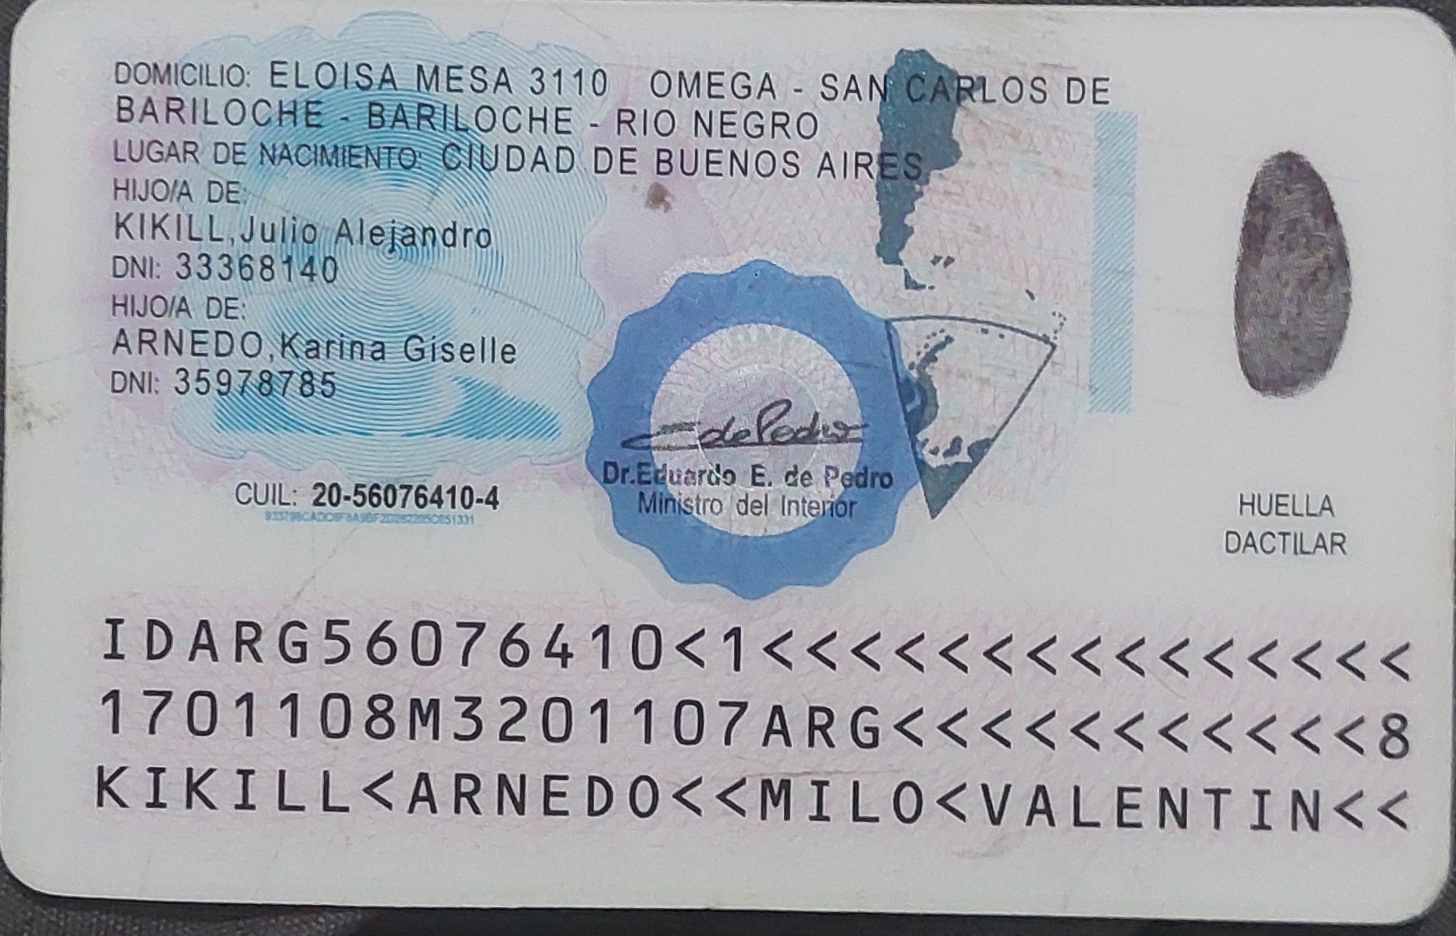 DOMICILIO: ELOISA MESA 3110 OMEGA - SAN CARLOS DE
BARILOCHE - BARILOCHE - RIO NEGRO
LUGAR DE NACIMIENTO: CIUDAD DE BUENOS AIRES
HIJO/A DE:
KIKILL,Julio Alejandro
DNI: 33368140
HIJO/A DE:
ARNEDO,Karina Giselle
DNI: 35978785
Dr.Eduardo E. de Pedro
Ministro del Interior
CUIL: 20-56076410-4
HUELLA
DACTILAR
IDARG56076410<1<<<<<<<<<<<<<<<
1701108M3201107ARG<<<<<<<<<<<8
KIKILL<ARNEDO<<MILO<VALENTIN<<